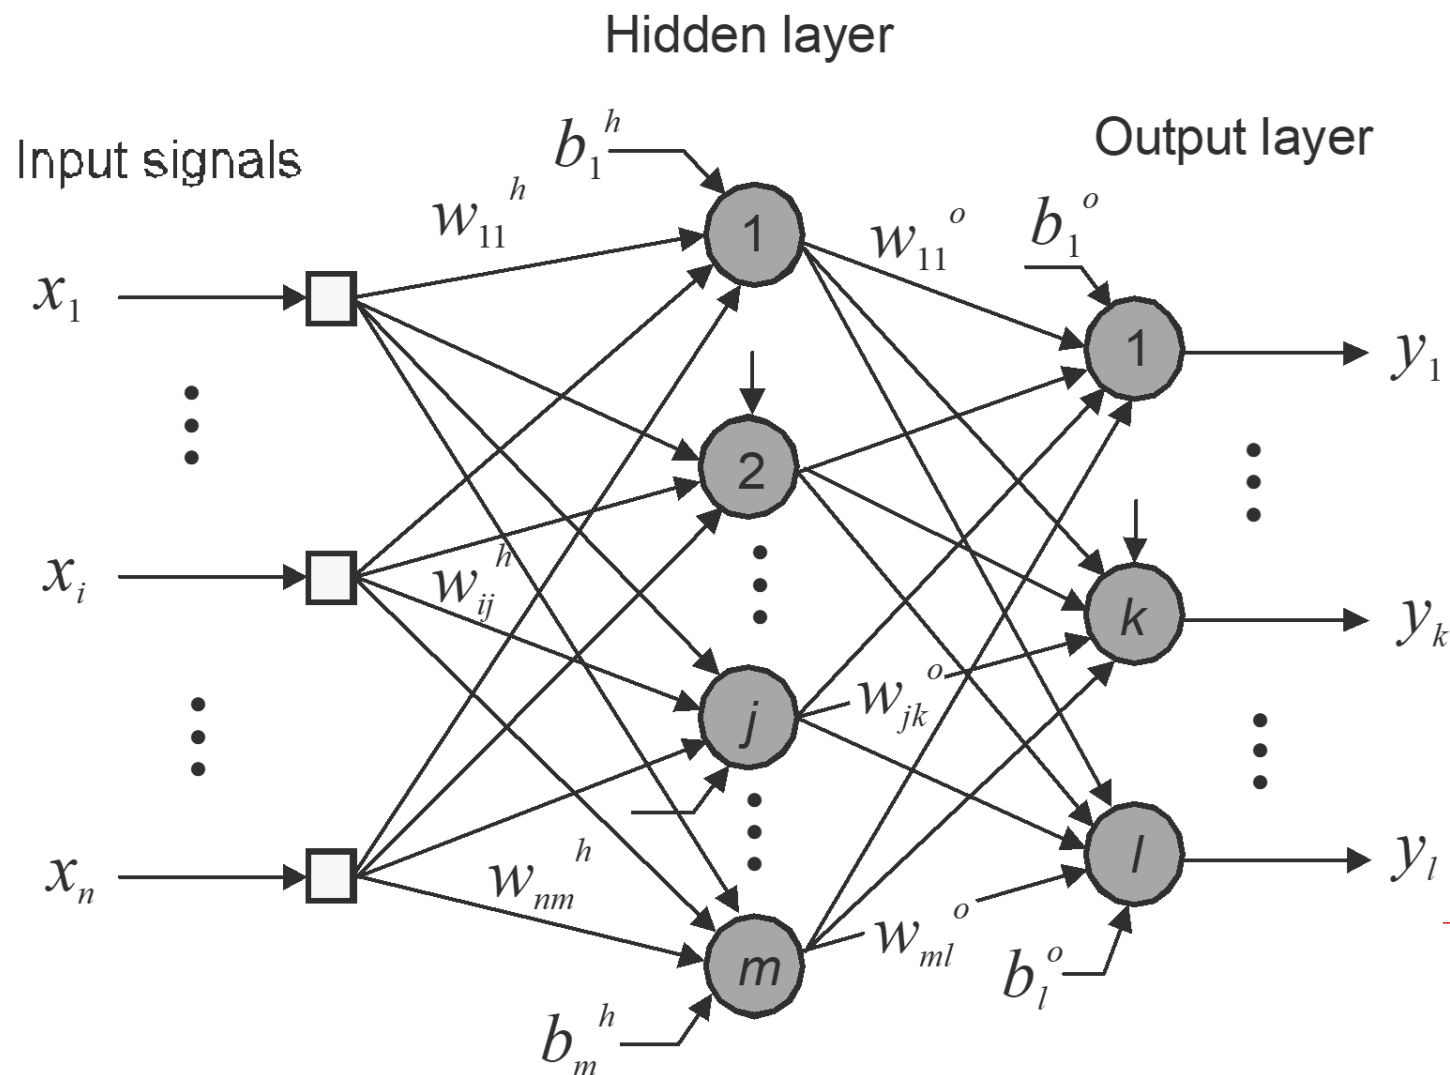 Hidden layer
Input signals
Output layer
b₁ʰ
w₁₁ʰ
w₁₁ᵒ
b₁ᵒ
1
x₁
1
y₁
2
xᵢ
wᵢⱼʰ
k
yₖ
j
wⱼₖᵒ
xₙ
wₙₘʰ
l
yₗ
wₘₗᵒ
m
bₗᵒ
bₘʰ